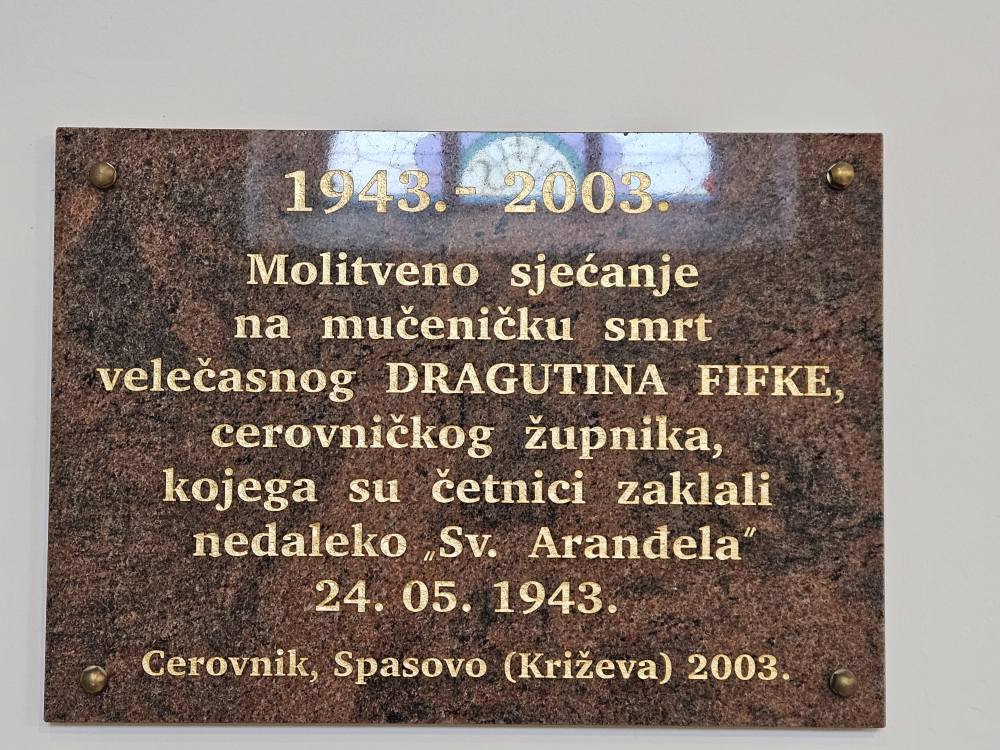 1943. - 2003.
Molitveno sjećanje
na mučeničku smrt
velečasnog DRAGUTINA FIFKE,
cerovničkog župnika,
kojega su četnici zaklali
nedaleko „Sv. Aranđela"
24. 05. 1943.
Cerovnik, Spasovo (Križeva) 2003.